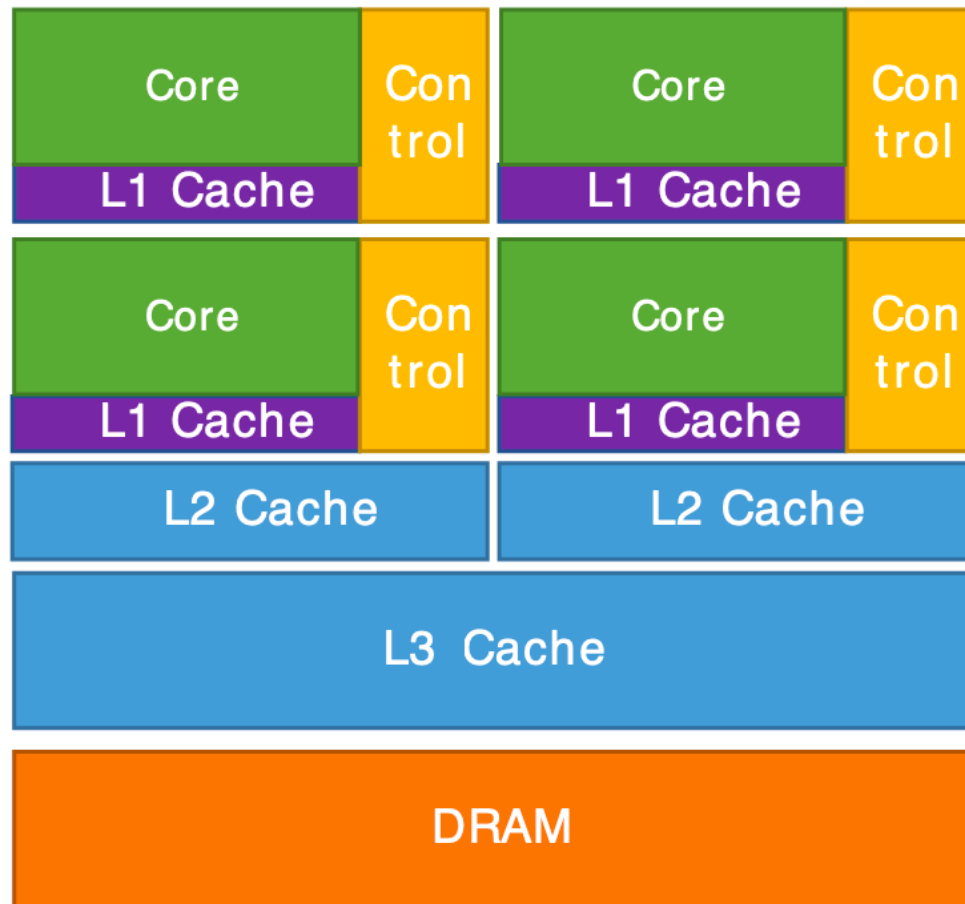 Core
Con
trol
Core
Con
trol
L1 Cache
L1 Cache
Core
Con
trol
Core
Con
trol
L1 Cache
L1 Cache
L2 Cache
L2 Cache
L3 Cache
DRAM